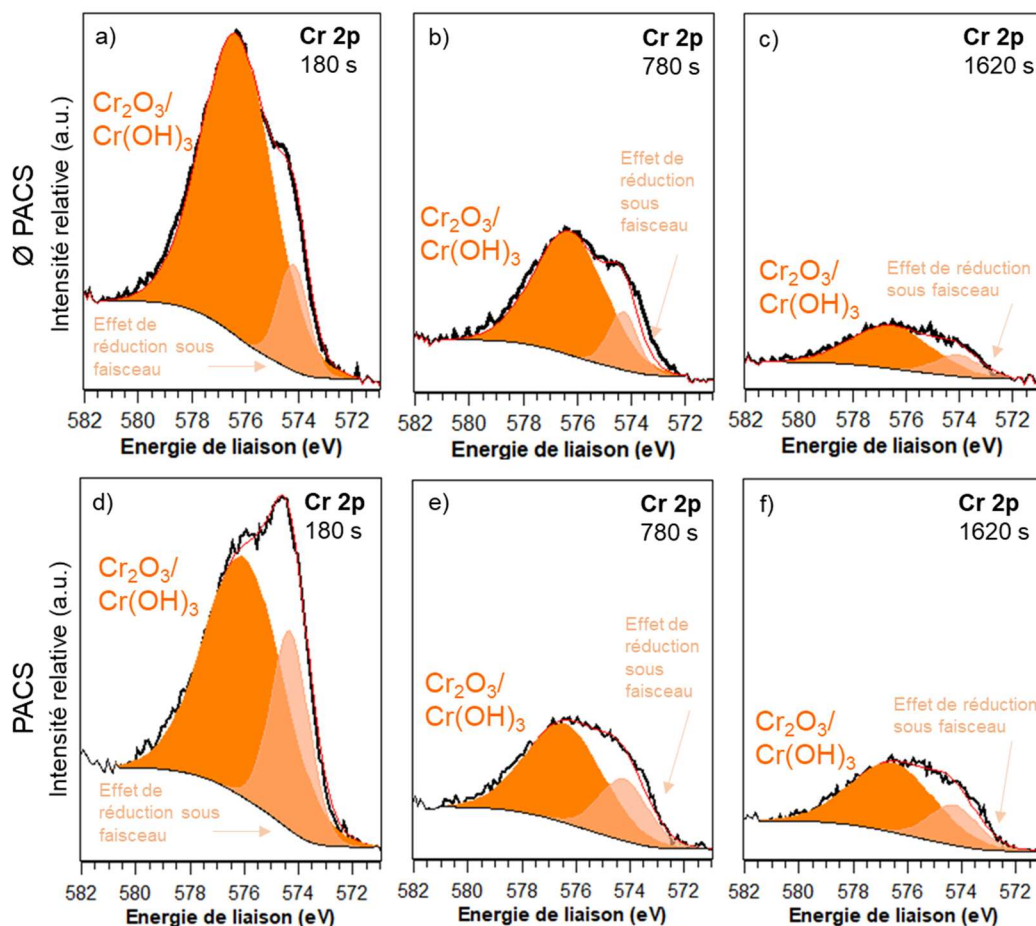 a)
Cr 2p
180 s
Cr₂O₃/
Cr(OH)₃
Effet de
réduction sous
faisceau
582 580 578 576 574 572
Energie de liaison (eV)
Ø PACS
Intensité relative (a.u.)
b)
Cr 2p
780 s
Effet de
réduction
sous
faisceau
Cr₂O₃/
Cr(OH)₃
582 580 578 576 574 572
Energie de liaison (eV)
c)
Cr 2p
1620 s
Effet de réduction
sous faisceau
Cr₂O₃/
Cr(OH)₃
582 580 578 576 574 572
Energie de liaison (eV)
d)
Cr 2p
180 s
Cr₂O₃/
Cr(OH)₃
Effet de
réduction sous
faisceau
582 580 578 576 574 572
Energie de liaison (eV)
PACS
Intensité relative (a.u.)
e)
Cr 2p
780 s
Effet de
réduction
sous
faisceau
Cr₂O₃/
Cr(OH)₃
582 580 578 576 574 572
Energie de liaison (eV)
f)
Cr 2p
1620 s
Effet de réduction
sous faisceau
Cr₂O₃/
Cr(OH)₃
582 580 578 576 574 572
Energie de liaison (eV)